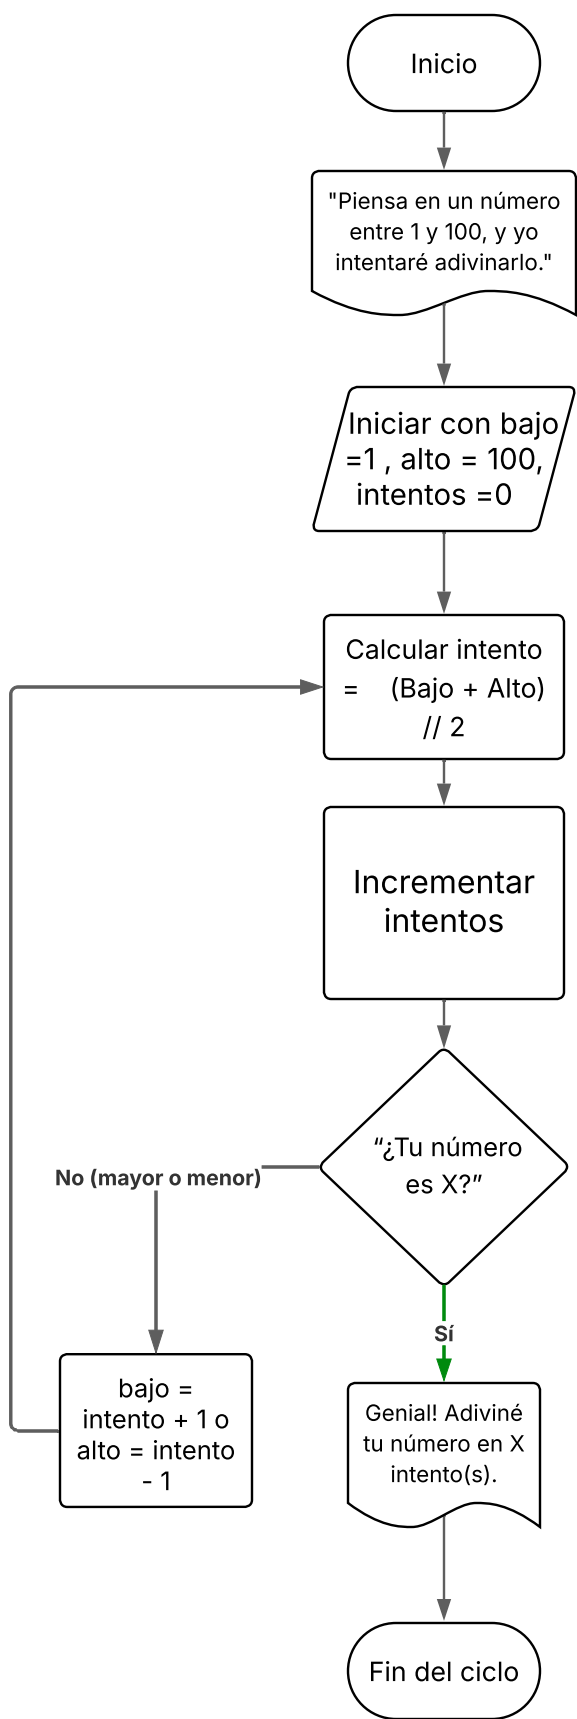 Inicio
"Piensa en un número
entre 1 y 100, y yo
intentaré adivinarlo."
Iniciar con bajo
=1 , alto = 100,
intentos =0
Calcular intento
= (Bajo + Alto)
// 2
Incrementar
intentos
“¿Tu número
es X?”
No (mayor o menor)
Sí
bajo =
intento + 1 o
alto = intento
- 1
Genial! Adiviné
tu número en X
intento(s).
Fin del ciclo